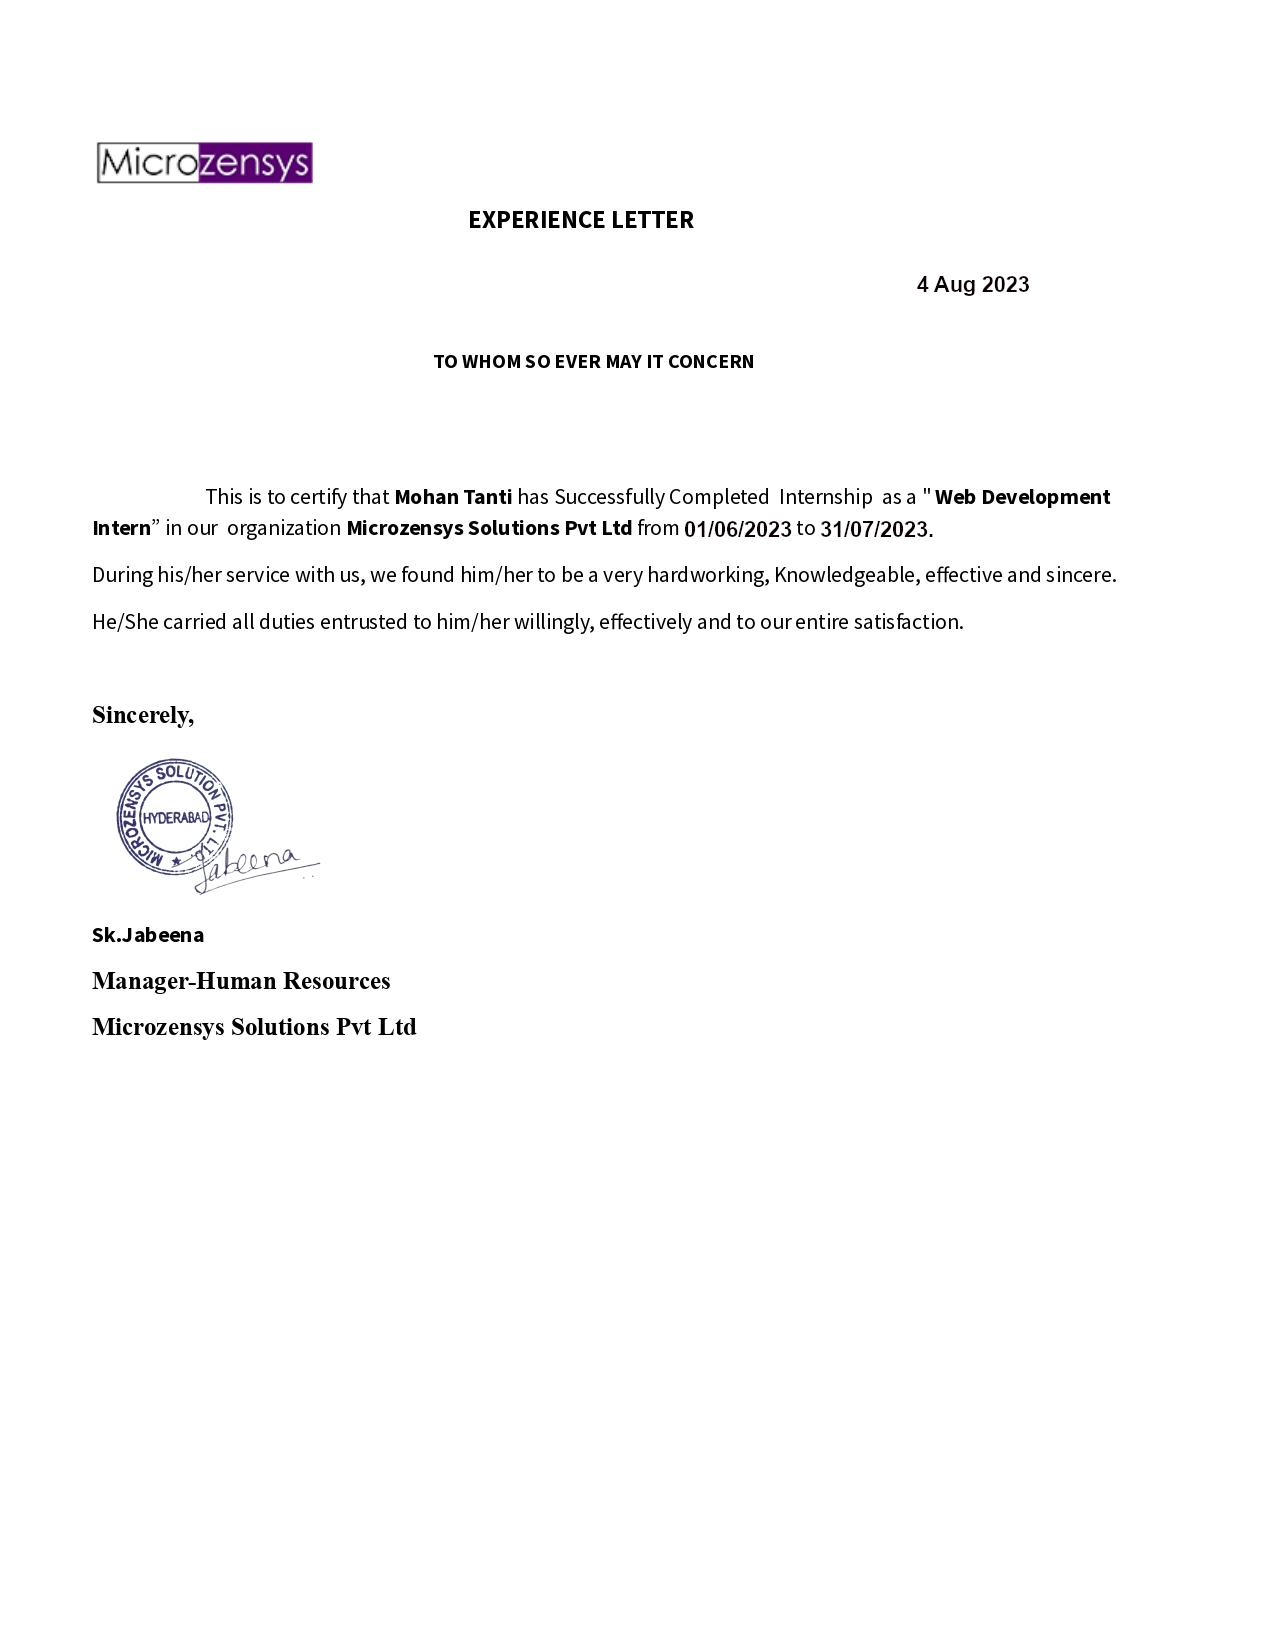 Microzensys
EXPERIENCE LETTER
4 Aug 2023
TO WHOM SO EVER MAY IT CONCERN
This is to certify that Mohan Tanti has Successfully Completed Internship as a " Web Development
Intern” in our organization Microzensys Solutions Pvt Ltd from 01/06/2023 to 31/07/2023.
During his/her service with us, we found him/her to be a very hardworking, Knowledgeable, effective and sincere.
He/She carried all duties entrusted to him/her willingly, effectively and to our entire satisfaction.
Sincerely,
MICROZENSYS SOLUTION PVT. LTD
HYDERABAD
Jabeena
Sk.Jabeena
Manager-Human Resources
Microzensys Solutions Pvt Ltd